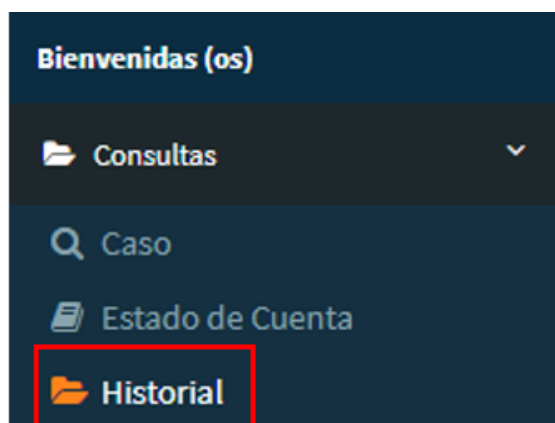 Bienvenidas (os)
Consultas
Caso
Estado de Cuenta
Historial